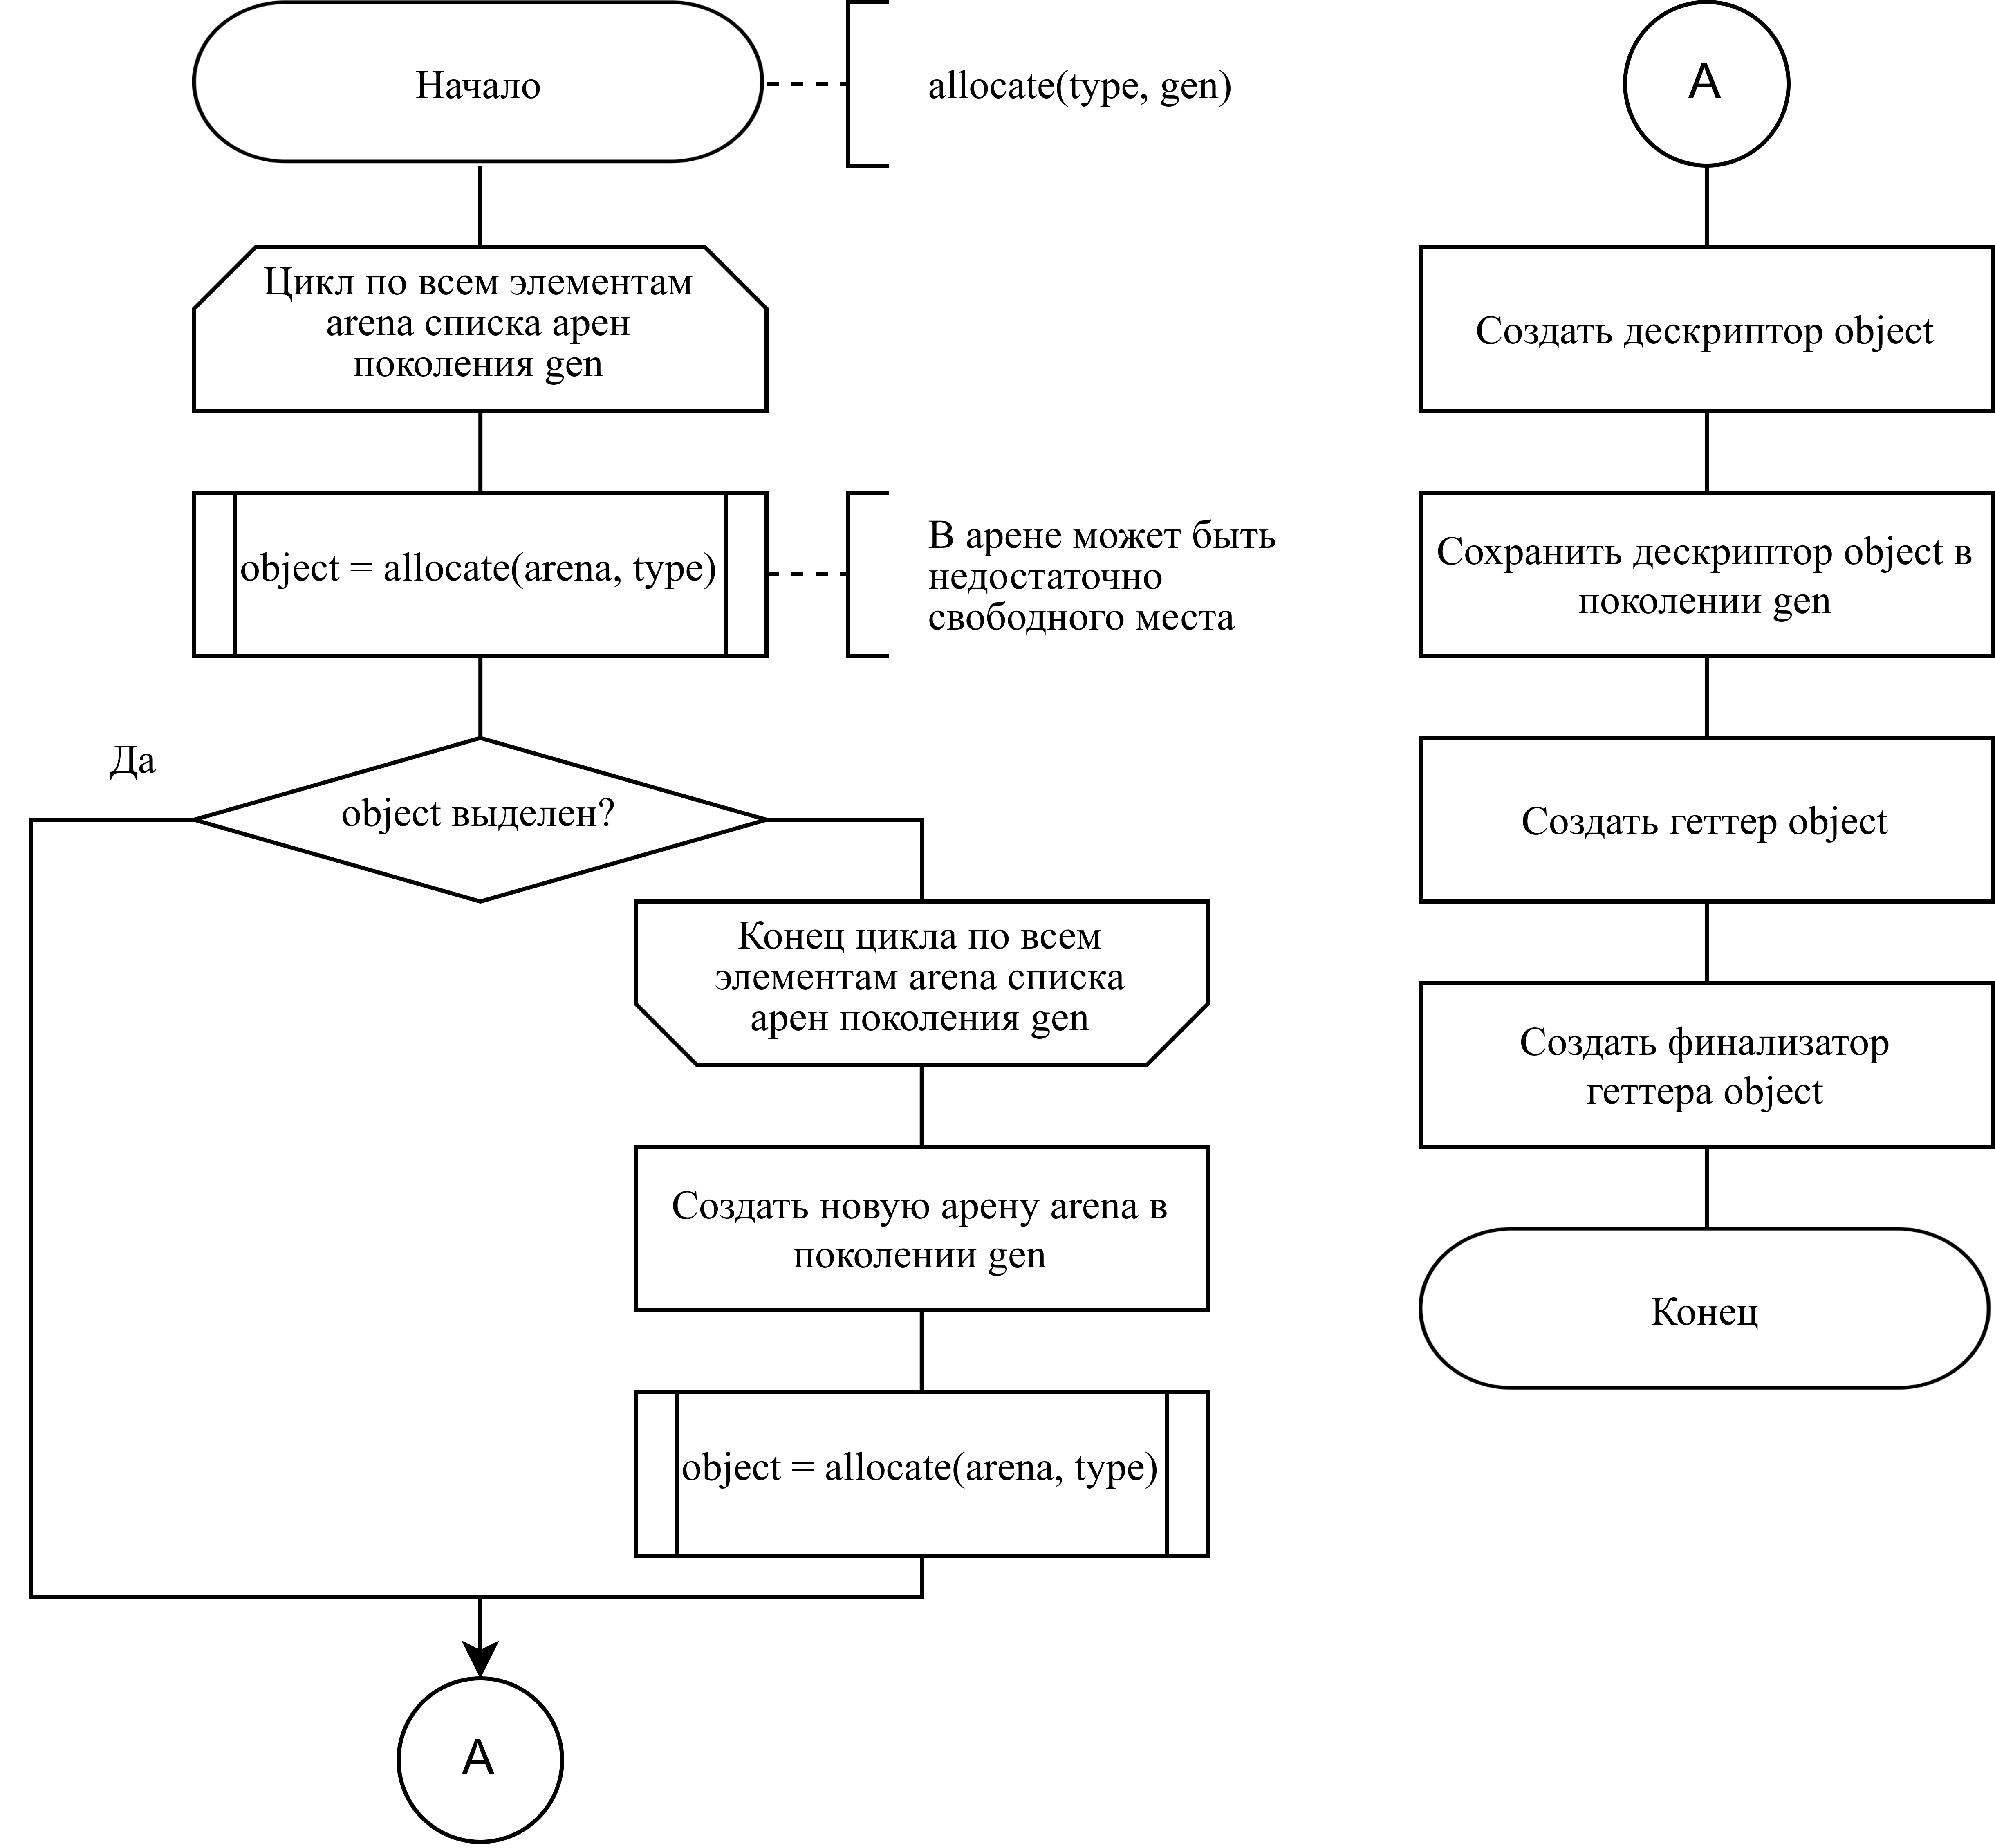 Начало
allocate(type, gen)
Цикл по всем элементам
arena списка арен
поколения gen
object = allocate(arena, type)
В арене может быть
недостаточно
свободного места
Да
object выделен?
Конец цикла по всем
элементам arena списка
арен поколения gen
Создать новую арену arena в
поколении gen
object = allocate(arena, type)
A
A
Создать дескриптор object
Сохранить дескриптор object в
поколении gen
Создать геттер object
Создать финализатор
геттера object
Конец